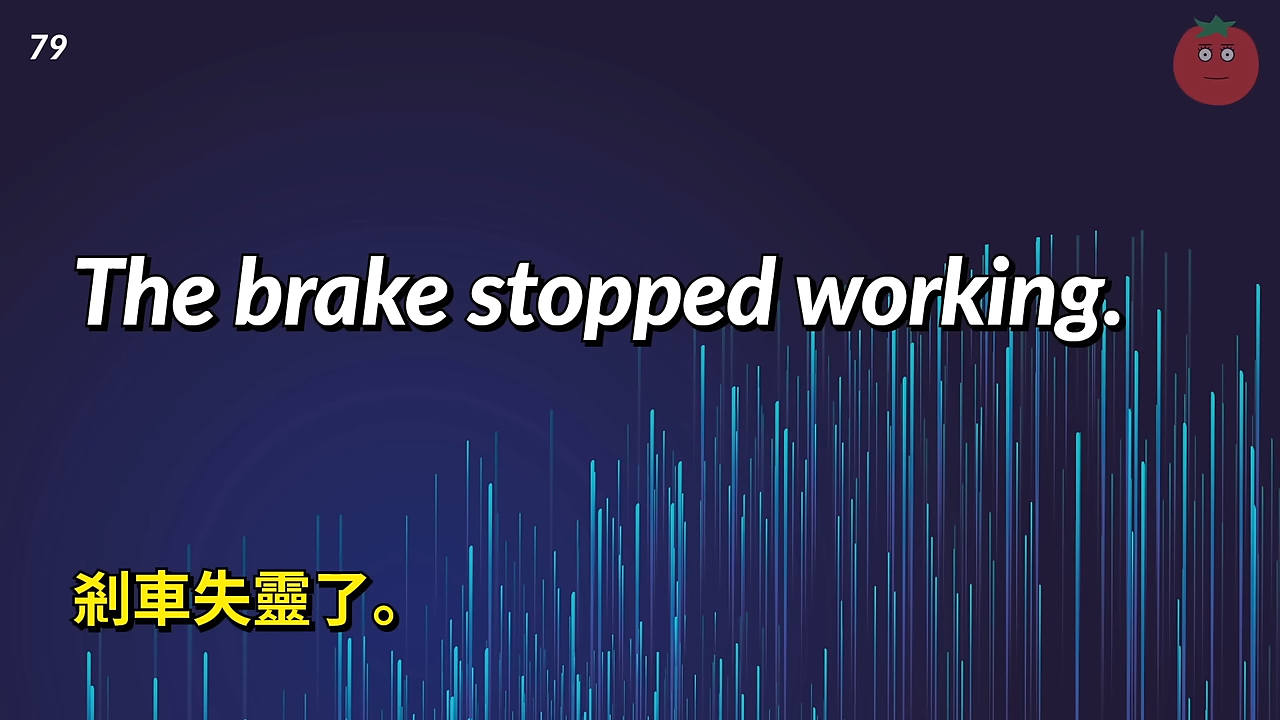 79
The brake stopped working.
剎車失靈了。